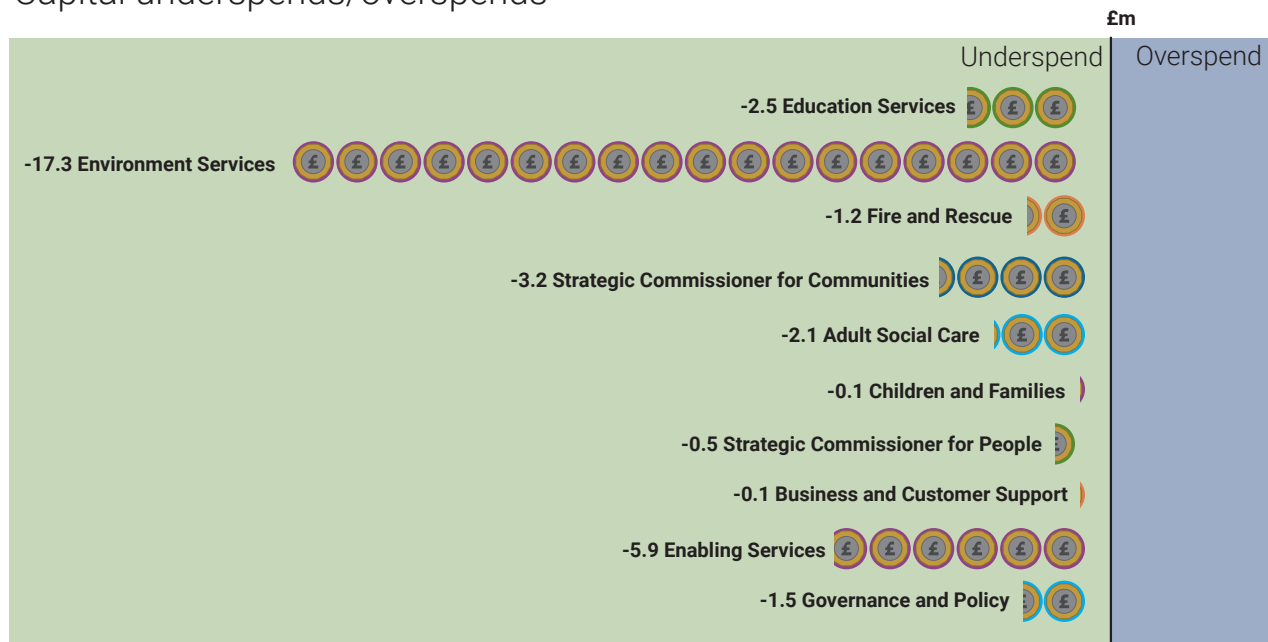 Capital underspends/overspends
£m
Underspend
Overspend
-2.5 Education Services
-17.3 Environment Services
-1.2 Fire and Rescue
-3.2 Strategic Commissioner for Communities
-2.1 Adult Social Care
-0.1 Children and Families
-0.5 Strategic Commissioner for People
-0.1 Business and Customer Support
-5.9 Enabling Services
-1.5 Governance and Policy